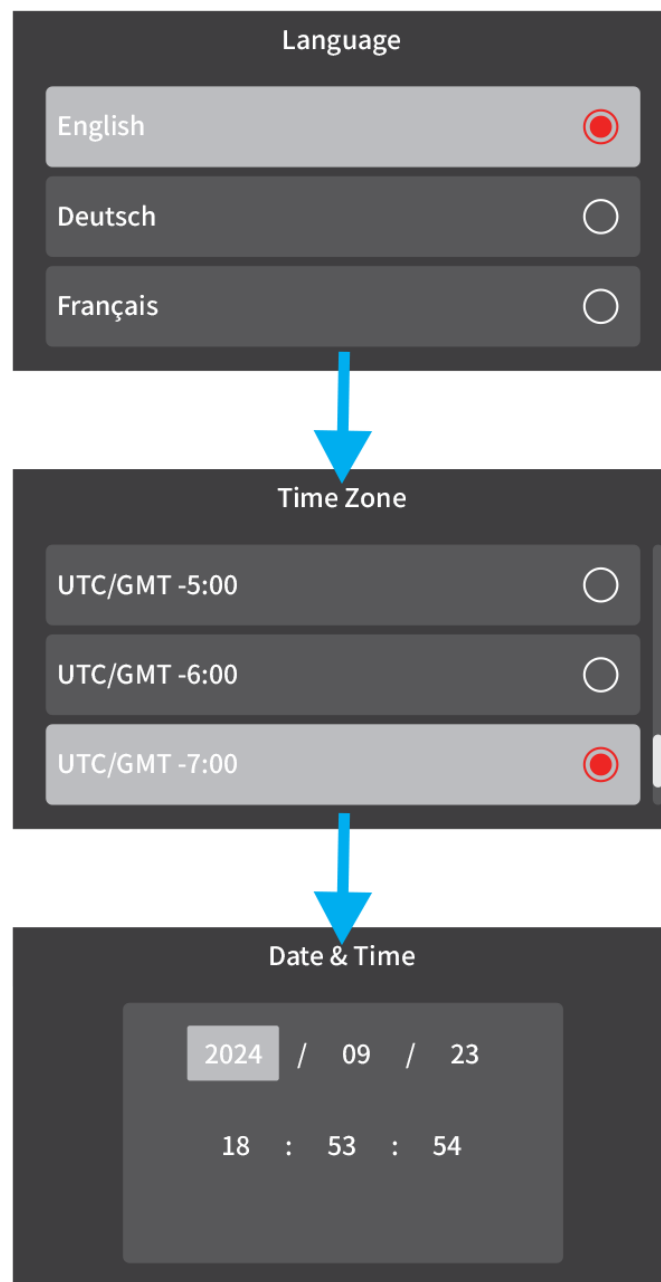 Language
English
Deutsch
Français
Time Zone
UTC/GMT -5:00
UTC/GMT -6:00
UTC/GMT -7:00
Date & Time
2024 / 09 / 23
18 : 53 : 54